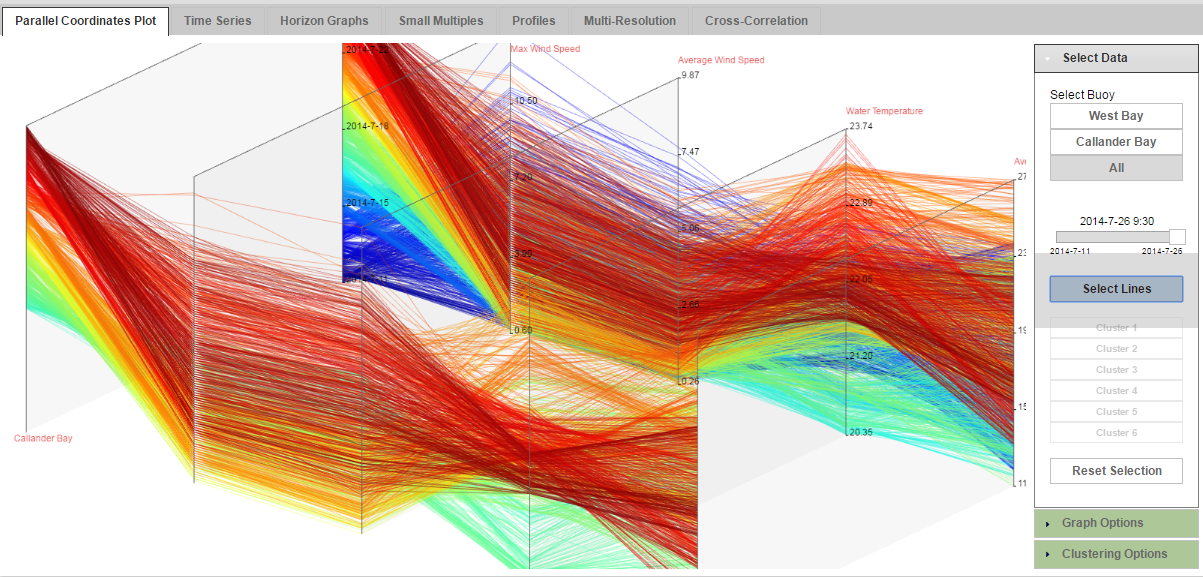 Parallel Coordinates Plot
Time Series
Horizon Graphs
Small Multiples
Profiles
Multi-Resolution
Cross-Correlation
2014-7-22
2014-7-18
2014-7-15
Max Wind Speed
10.50
7.20
0.60
Average Wind Speed
9.87
7.47
5.06
2.66
0.26
Water Temperature
23.74
22.89
22.05
21.20
20.35
Ave
27
23
19
15
11
Callander Bay
Select Data
Select Buoy
West Bay
Callander Bay
All
2014-7-26 9:30
2014-7-11 2014-7-26
Select Lines
Cluster 1
Cluster 2
Cluster 3
Cluster 4
Cluster 5
Cluster 6
Reset Selection
Graph Options
Clustering Options